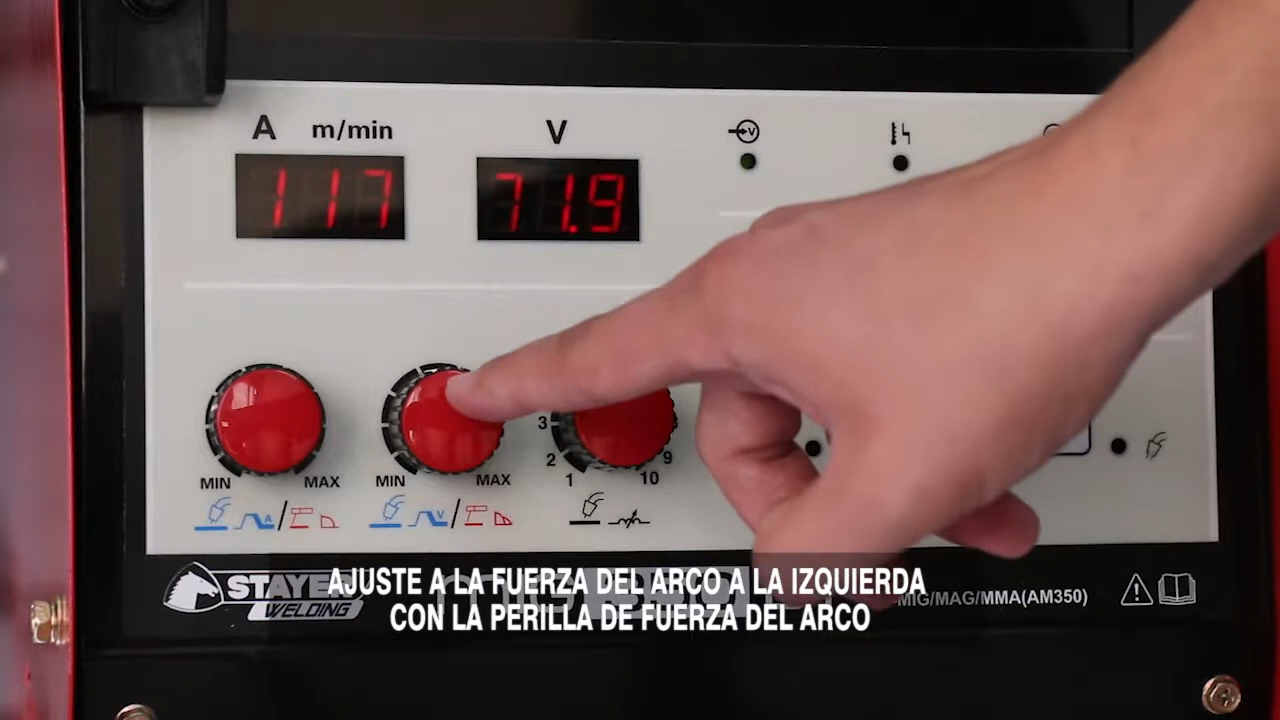 A m/min V
117 71.9
3
2 9
MIN MAX MIN MAX 1 10
STAYER
WELDING
MIG/MAG/MMA(AM350)
AJUSTE A LA FUERZA DEL ARCO A LA IZQUIERDA
CON LA PERILLA DE FUERZA DEL ARCO